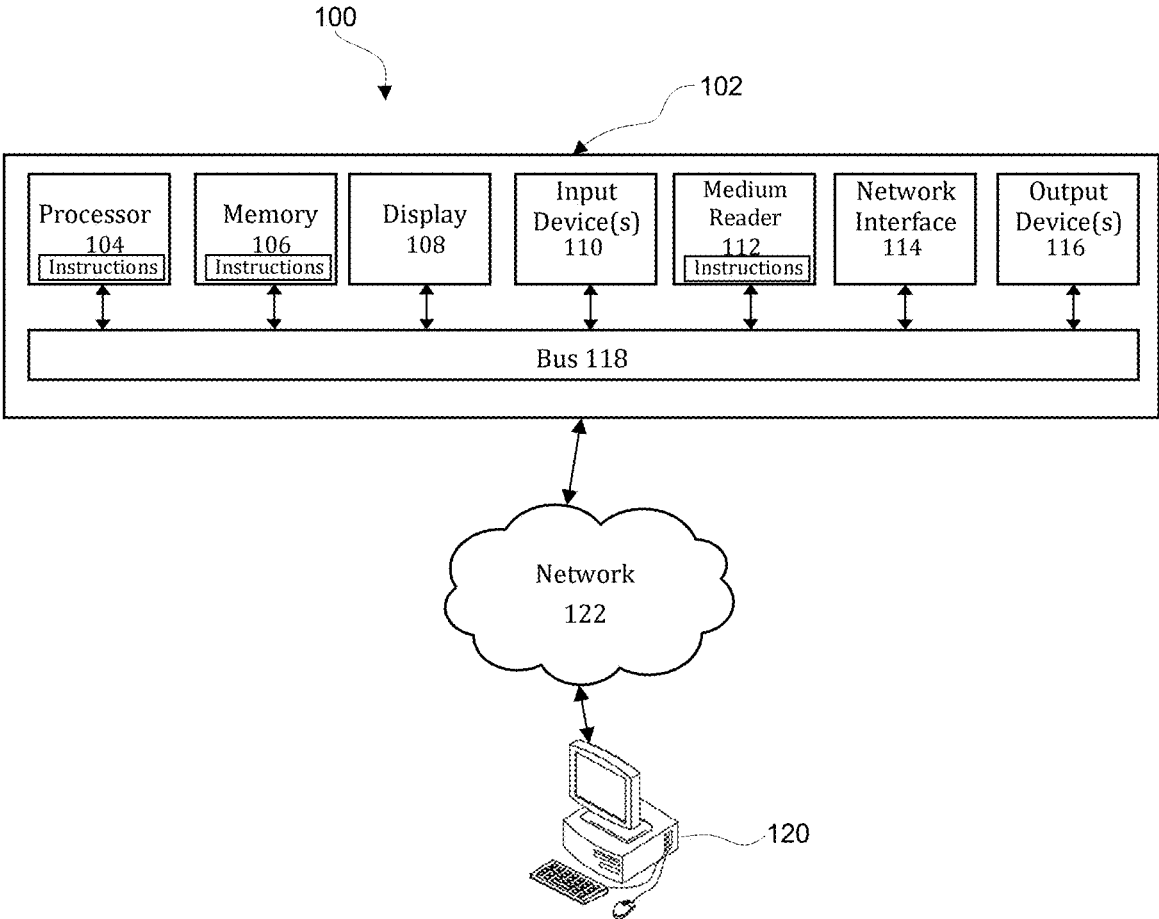 100
102
Processor
104
Instructions
Memory
106
Instructions
Display
108
Input
Device(s)
110
Medium
Reader
112
Instructions
Network
Interface
114
Output
Device(s)
116
Bus 118
Network
122
120